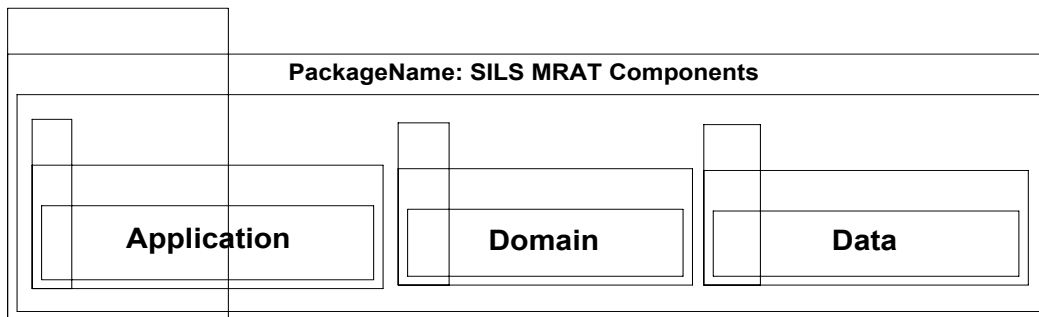 PackageName: SILS MRAT Components
Application
Domain
Data